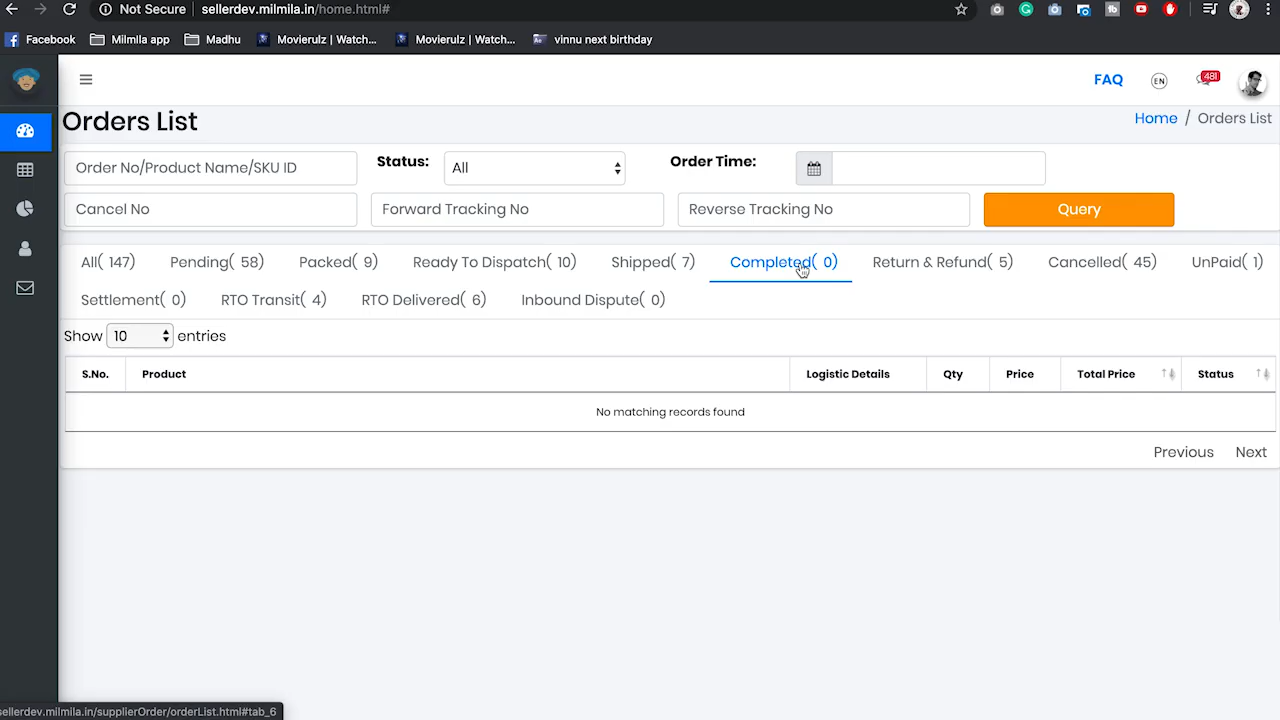 Not Secure
sellerdev.milmila.in/home.html#
Facebook
Milmila app
Madhu
Movierulz | Watch...
Movierulz | Watch...
vinnu next birthday
FAQ
EN
481
Orders List
Home / Orders List
Order No/Product Name/SKU ID
Status:
All
Order Time:
Cancel No
Forward Tracking No
Reverse Tracking No
Query
All( 147)
Pending( 58)
Packed( 9)
Ready To Dispatch( 10)
Shipped( 7)
Completed( 0)
Return & Refund( 5)
Cancelled( 45)
UnPaid( 1)
Settlement( 0)
RTO Transit( 4)
RTO Delivered( 6)
Inbound Dispute( 0)
Show 10 entries
S.No.
Product
Logistic Details
Qty
Price
Total Price
Status
No matching records found
Previous
Next
sellerdev.milmila.in/supplierOrder/orderList.html#tab_6